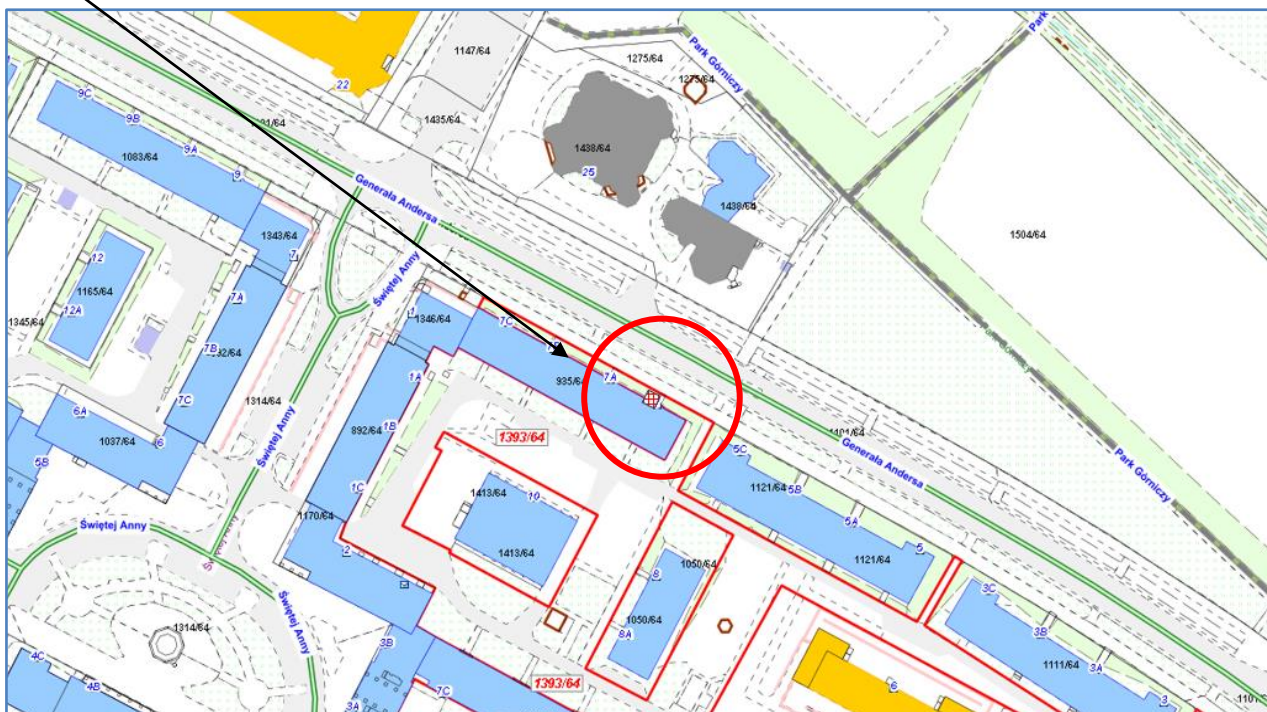 1147/64
Park Górniczy
Park
1275/64
1275/64
22
1435/64
9C
9B
9A
9
1083/64
1438/64
25
1438/64
Generała Andersa
1504/64
1343/64
7
Świętej Anny
12
1165/64
12A
7A
1345/64
7B
1346/64
1
7C
7A
935/64
1A
7C
1314/64
6A
1037/64
6
5B
1B
892/64
1393/64
Świętej Anny
5C
Generała Andersa
1121/64
5B
Park Górniczy
1C
1413/64
10
5A
5
1121/64
Świętej Anny
1170/64
2
1413/64
8
1050/64
1050/64
8A
3C
3B
3A
3
1111/64
Świętej Anny
1314/64
3B
4C
4B
3A
7C
1393/64
6